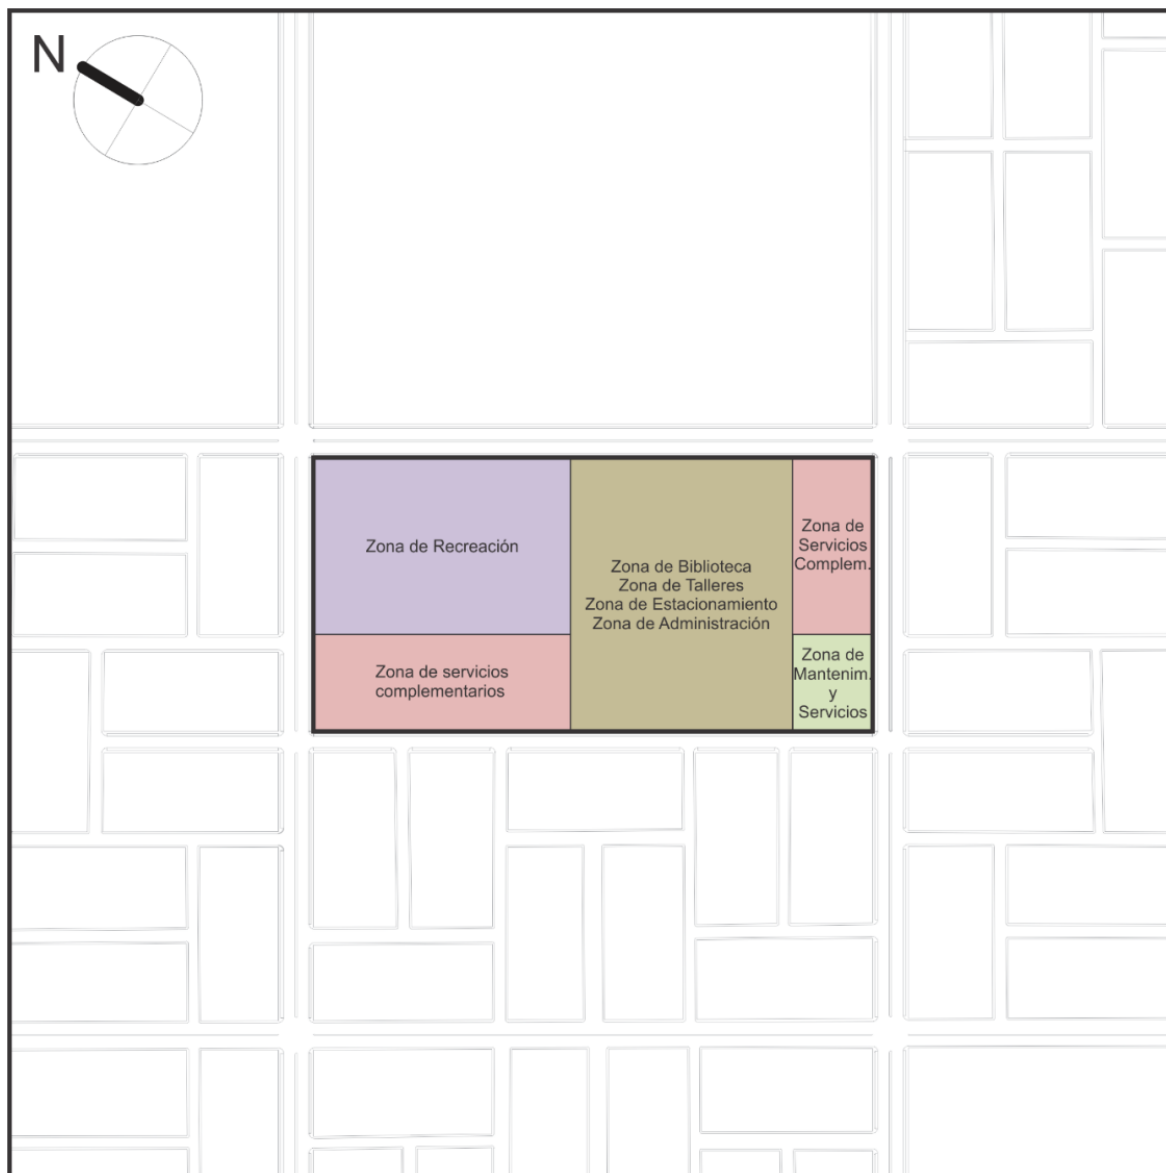 N
Zona de Recreación
Zona de servicios
complementarios
Zona de Biblioteca
Zona de Talleres
Zona de Estacionamiento
Zona de Administración
Zona de
Servicios
Complem.
Zona de
Mantenim.
y
Servicios